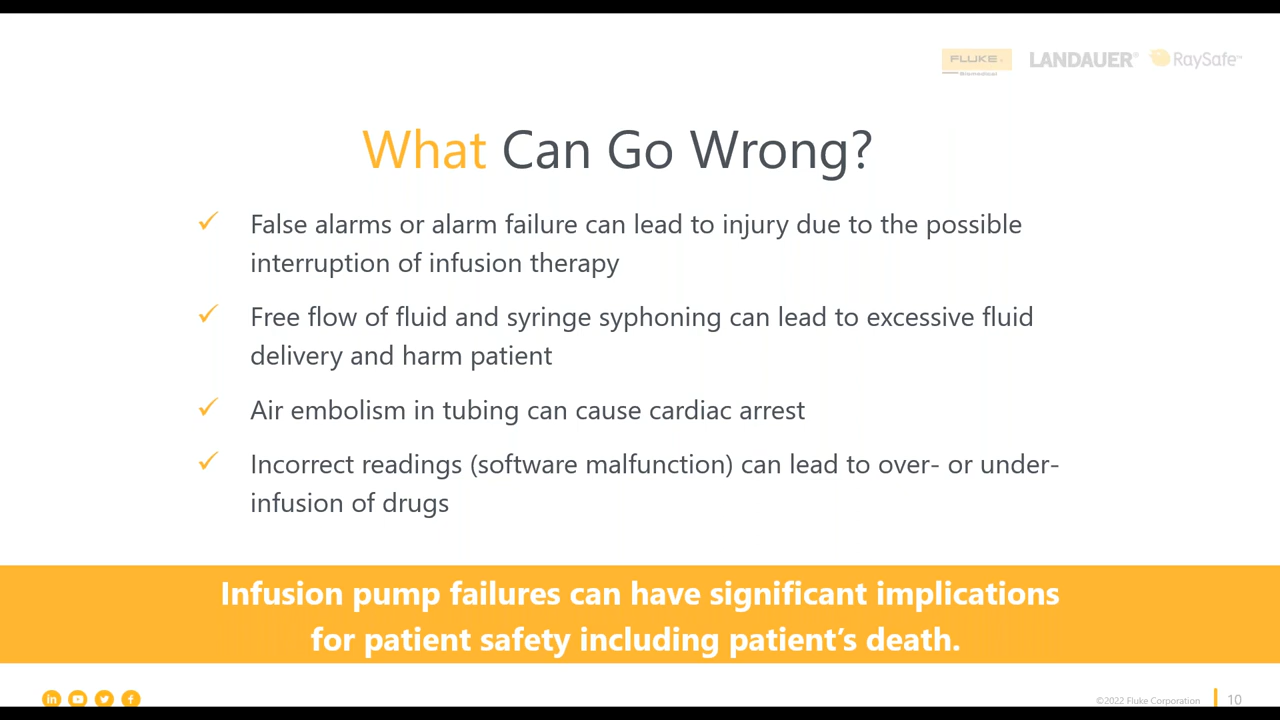 FLUKE
Biomedical
LANDAUER®
RaySafe™
What Can Go Wrong?
✓ False alarms or alarm failure can lead to injury due to the possible
interruption of infusion therapy
✓ Free flow of fluid and syringe syphoning can lead to excessive fluid
delivery and harm patient
✓ Air embolism in tubing can cause cardiac arrest
✓ Incorrect readings (software malfunction) can lead to over- or under-
infusion of drugs
Infusion pump failures can have significant implications
for patient safety including patient’s death.
in
f
©2022 Fluke Corporation
10